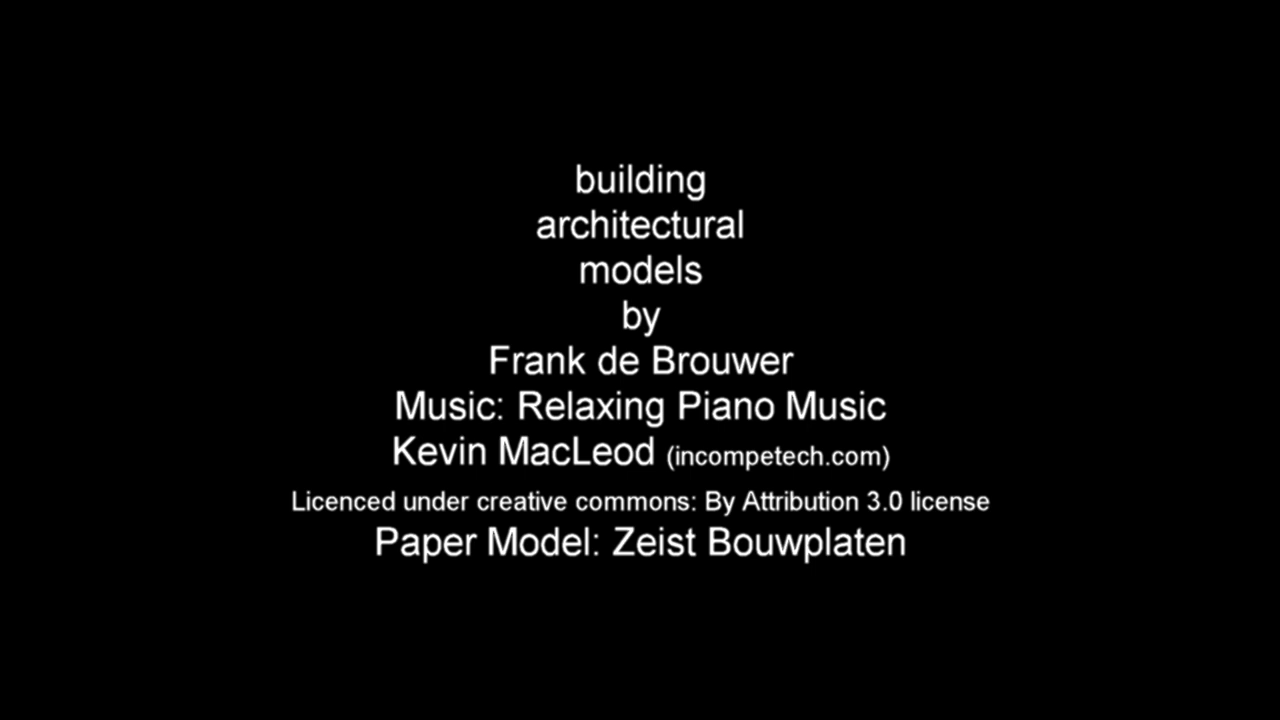 building
architectural
models
by
Frank de Brouwer
Music: Relaxing Piano Music
Kevin MacLeod (incompetech.com)
Licenced under creative commons: By Attribution 3.0 license
Paper Model: Zeist Bouwplaten